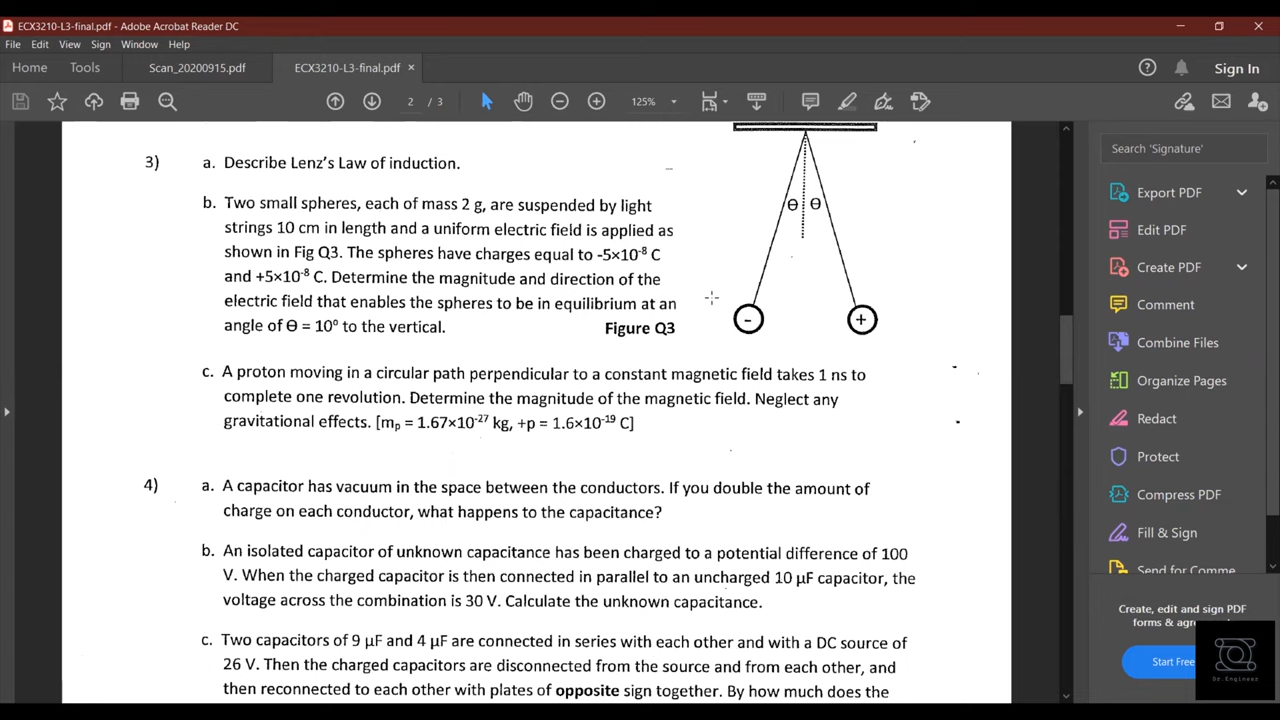 ECX3210-L3-final.pdf - Adobe Acrobat Reader DC
File Edit View Sign Window Help
Home Tools Scan_20200915.pdf ECX3210-L3-final.pdf × Sign In
2 / 3 125%
3) a. Describe Lenz's Law of induction.
b. Two small spheres, each of mass 2 g, are suspended by light
strings 10 cm in length and a uniform electric field is applied as
shown in Fig Q3. The spheres have charges equal to -5×10⁻⁸ C
and +5×10⁻⁸ C. Determine the magnitude and direction of the
electric field that enables the spheres to be in equilibrium at an
angle of Θ = 10⁰ to the vertical. Figure Q3
Θ Θ
- +
c. A proton moving in a circular path perpendicular to a constant magnetic field takes 1 ns to
complete one revolution. Determine the magnitude of the magnetic field. Neglect any
gravitational effects. [mₚ = 1.67×10⁻²⁷ kg, +p = 1.6×10⁻¹⁹ C]
4) a. A capacitor has vacuum in the space between the conductors. If you double the amount of
charge on each conductor, what happens to the capacitance?
b. An isolated capacitor of unknown capacitance has been charged to a potential difference of 100
V. When the charged capacitor is then connected in parallel to an uncharged 10 µF capacitor, the
voltage across the combination is 30 V. Calculate the unknown capacitance.
c. Two capacitors of 9 µF and 4 µF are connected in series with each other and with a DC source of
26 V. Then the charged capacitors are disconnected from the source and from each other, and
then reconnected to each other with plates of opposite sign together. By how much does the
Search 'Signature'
Export PDF
Edit PDF
Create PDF
Comment
Combine Files
Organize Pages
Redact
Protect
Compress PDF
Fill & Sign
Send for Comme
Create, edit and sign PDF
forms & agre
Start Free
Dr.Engineer